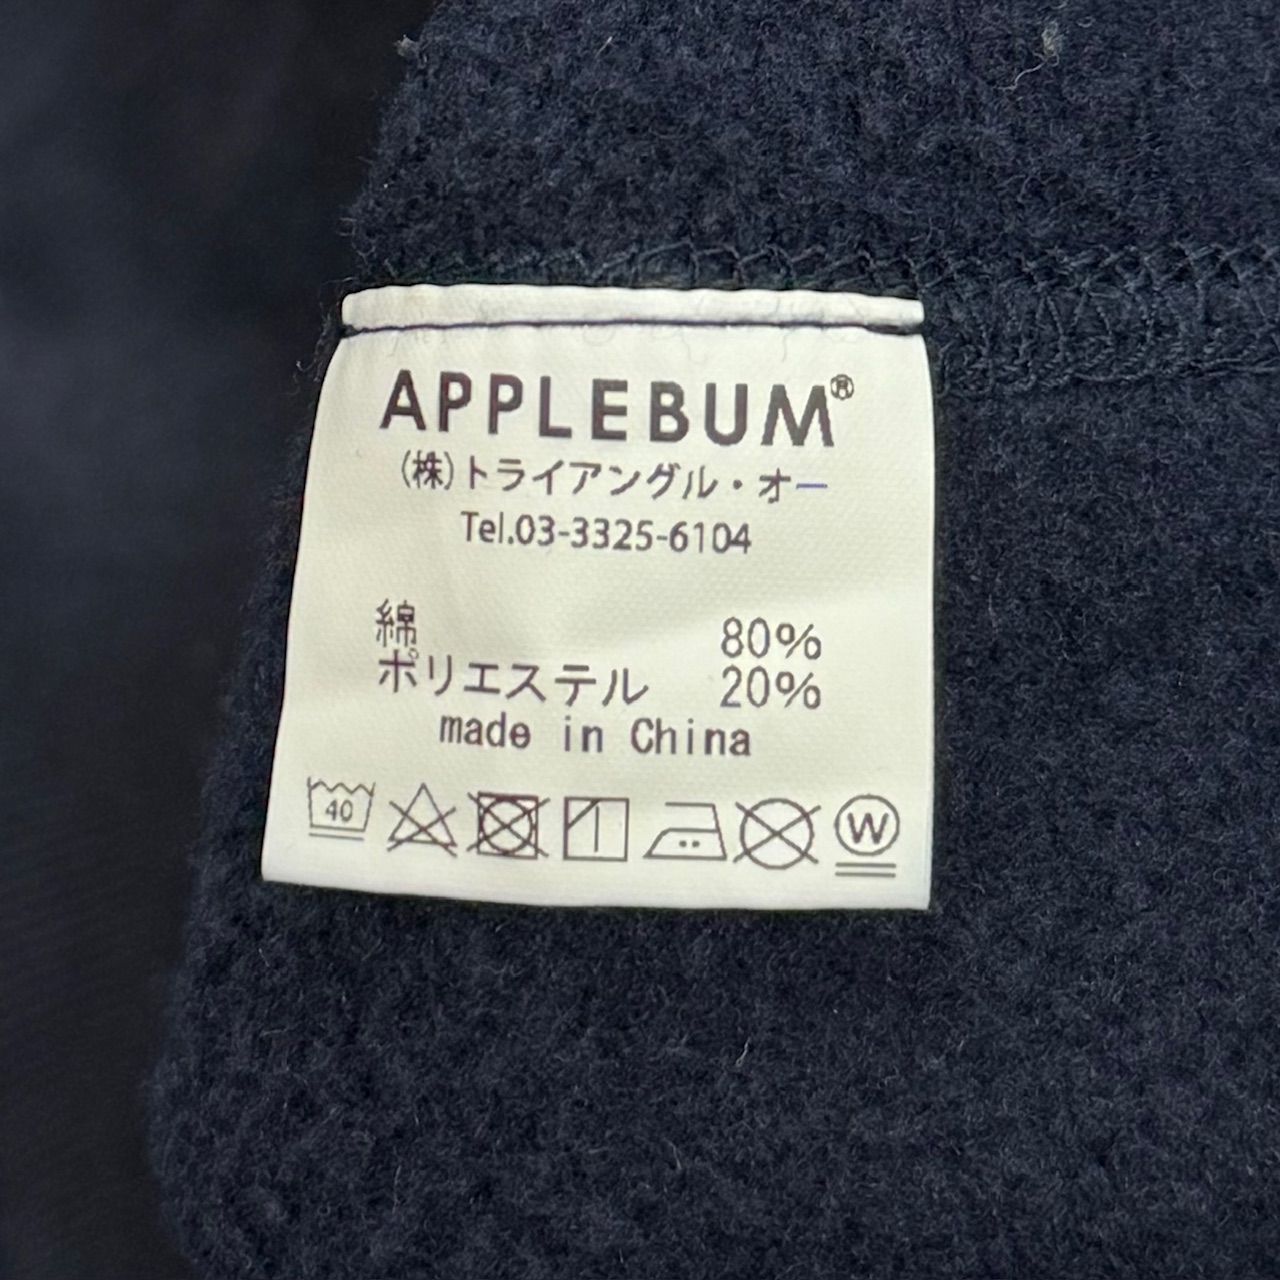 APPLEBUM®
(株)トライアングル・オー
Tel.03-3325-6104
綿 80%
ポリエステル 20%
made in China
40
W